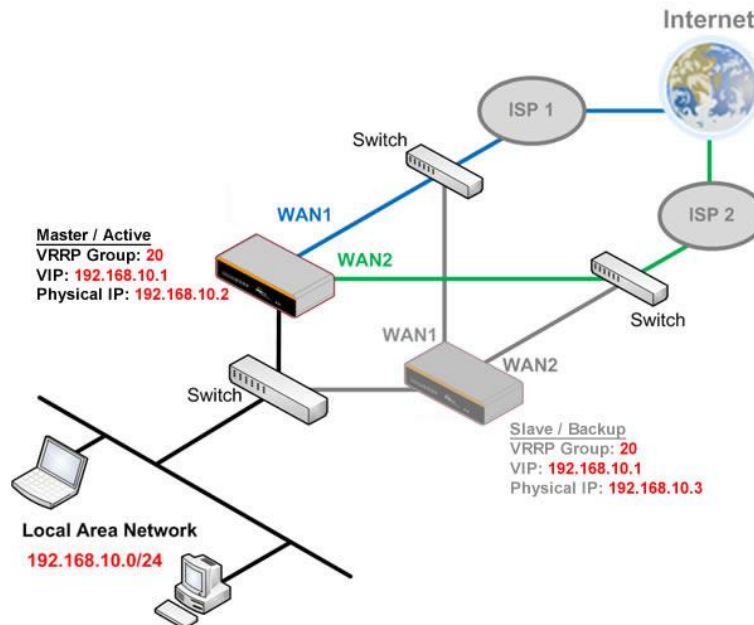 Internet
ISP 1
Switch
WAN1
Master / Active
VRRP Group: 20
VIP: 192.168.10.1
Physical IP: 192.168.10.2
WAN2
ISP 2
Switch
WAN1
WAN2
Switch
Slave / Backup
VRRP Group: 20
VIP: 192.168.10.1
Physical IP: 192.168.10.3
Local Area Network
192.168.10.0/24